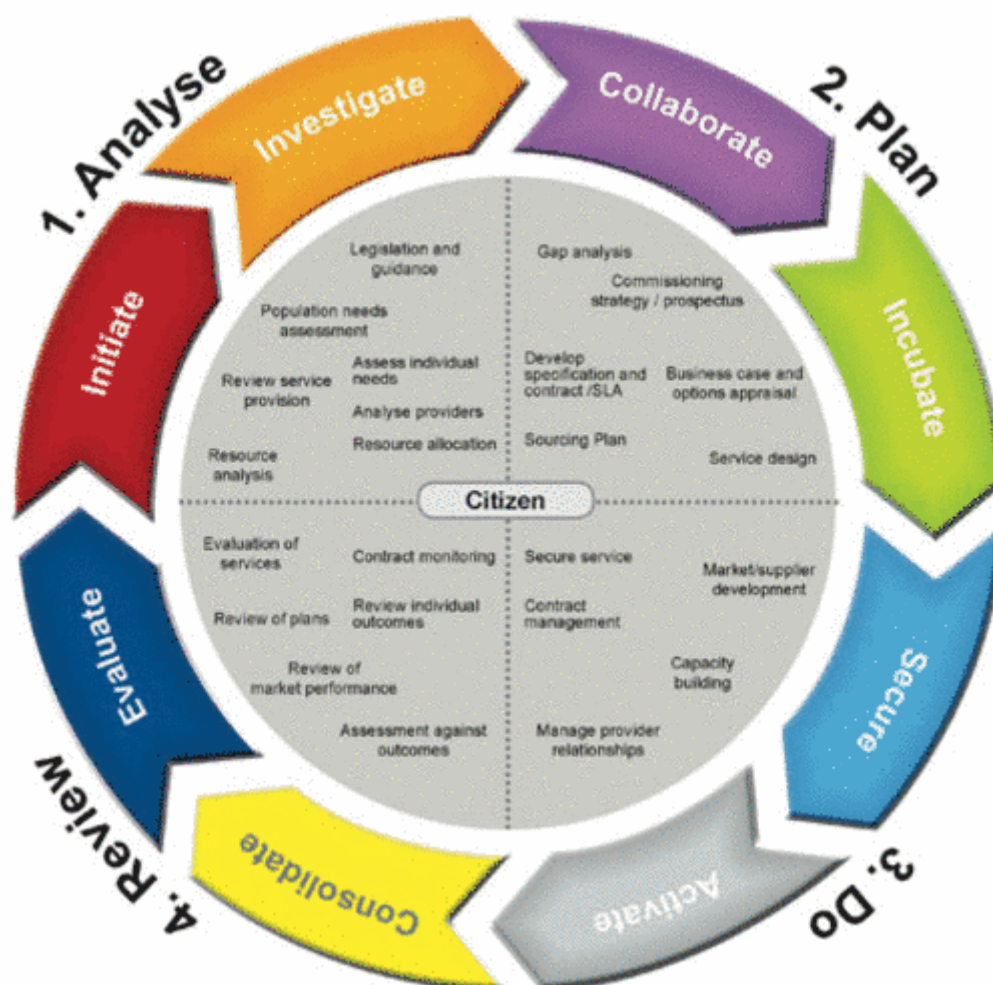 1. Analyse
Initiate
Investigate
2. Plan
Collaborate
Incubate
3. Do
Secure
Activate
4. Review
Consolidate
Evaluate
Legislation and
guidance
Population needs
assessment
Assess individual
needs
Review service
provision
Analyse providers
Resource allocation
Resource
analysis
Gap analysis
Commissioning
strategy / prospectus
Develop
specification and
contract /SLA
Business case and
options appraisal
Sourcing Plan
Service design
Citizen
Secure service
Market/supplier
development
Contract
management
Capacity
building
Manage provider
relationships
Evaluation of
services
Contract monitoring
Review of plans
Review individual
outcomes
Review of
market performance
Assessment against
outcomes